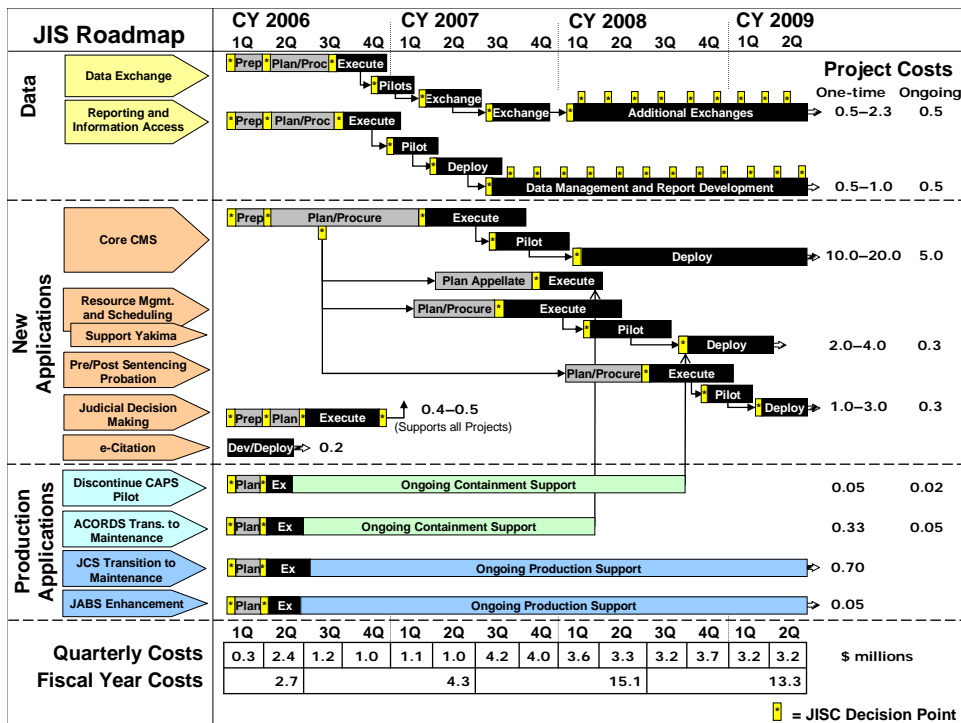 JIS Roadmap
CY 2006 CY 2007 CY 2008 CY 2009
1Q 2Q 3Q 4Q 1Q 2Q 3Q 4Q 1Q 2Q 3Q 4Q 1Q 2Q
Project Costs
One-time Ongoing
Data
Data Exchange
* Prep * Plan/Proc * Execute
* Pilots
* Exchange
* Exchange
* * * * * * * * *
* Additional Exchanges
0.5–2.3 0.5
Reporting and
Information Access
* Prep * Plan/Proc * Execute
* Pilot
* Deploy
* * * * * * * * * * *
* Data Management and Report Development
0.5–1.0 0.5
New
Applications
Core CMS
* Prep * Plan/Procure * Execute
*
* Pilot
* Deploy
10.0–20.0 5.0
Plan Appellate * Execute
Resource Mgmt.
and Scheduling
Plan/Procure * Execute
Support Yakima
* Pilot
* Deploy
2.0–4.0 0.3
Pre/Post Sentencing
Probation
Plan/Procure * Execute
* Pilot
* Deploy
1.0–3.0 0.3
Judicial Decision
Making
* Prep * Plan * Execute *
0.4–0.5
(Supports all Projects)
e-Citation
Dev/Deploy
0.2
Production
Applications
Discontinue CAPS
Pilot
* Plan * Ex Ongoing Containment Support
0.05 0.02
ACORDS Trans. to
Maintenance
* Plan * Ex Ongoing Containment Support
0.33 0.05
JCS Transition to
Maintenance
* Plan * Ex Ongoing Production Support
0.70
JABS Enhancement
* Plan * Ex Ongoing Production Support
0.05
1Q 2Q 3Q 4Q 1Q 2Q 3Q 4Q 1Q 2Q 3Q 4Q 1Q 2Q
Quarterly Costs
0.3 2.4 1.2 1.0 1.1 1.0 4.2 4.0 3.6 3.3 3.2 3.7 3.2 3.2
$ millions
Fiscal Year Costs
2.7 4.3 15.1 13.3
* = JISC Decision Point